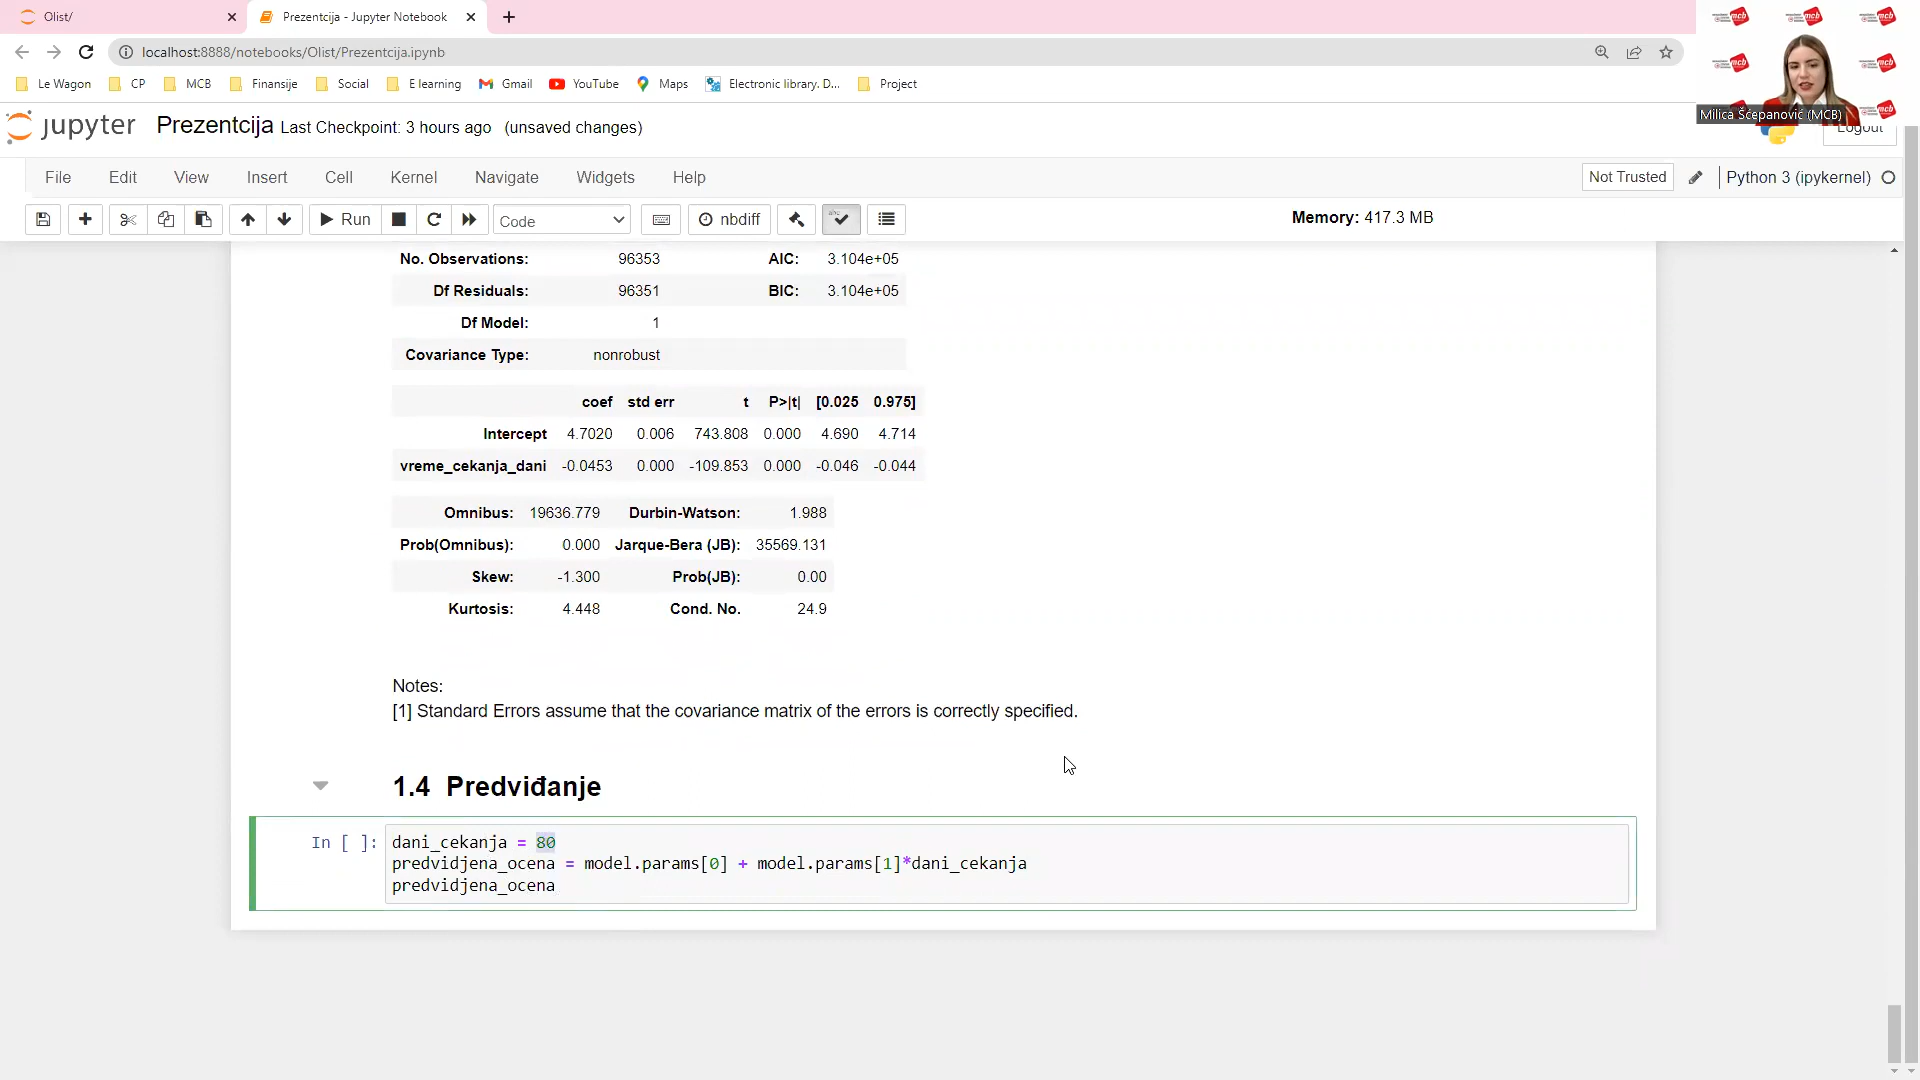 Olist/
Prezentcija - Jupyter Notebook
localhost:8888/notebooks/Olist/Prezentcija.ipynb
Le Wagon CP MCB Finansije Social E learning Gmail YouTube Maps Electronic library. D... Project
mcb mcb mcb
mcb mcb
mcb
Milica Šćepanović (MCB)
jupyter Prezentcija Last Checkpoint: 3 hours ago (unsaved changes)
Logout
File Edit View Insert Cell Kernel Navigate Widgets Help
Not Trusted Python 3 (ipykernel)
Run Code nbdiff abc Memory: 417.3 MB
No. Observations: 96353 AIC: 3.104e+05
Df Residuals: 96351 BIC: 3.104e+05
Df Model: 1
Covariance Type: nonrobust
coef std err t P>|t| [0.025 0.975]
Intercept 4.7020 0.006 743.808 0.000 4.690 4.714
vreme_cekanja_dani -0.0453 0.000 -109.853 0.000 -0.046 -0.044
Omnibus: 19636.779 Durbin-Watson: 1.988
Prob(Omnibus): 0.000 Jarque-Bera (JB): 35569.131
Skew: -1.300 Prob(JB): 0.00
Kurtosis: 4.448 Cond. No. 24.9
Notes:
[1] Standard Errors assume that the covariance matrix of the errors is correctly specified.
1.4 Predviđanje
In [ ]: dani_cekanja = 80
predvidjena_ocena = model.params[0] + model.params[1]*dani_cekanja
predvidjena_ocena